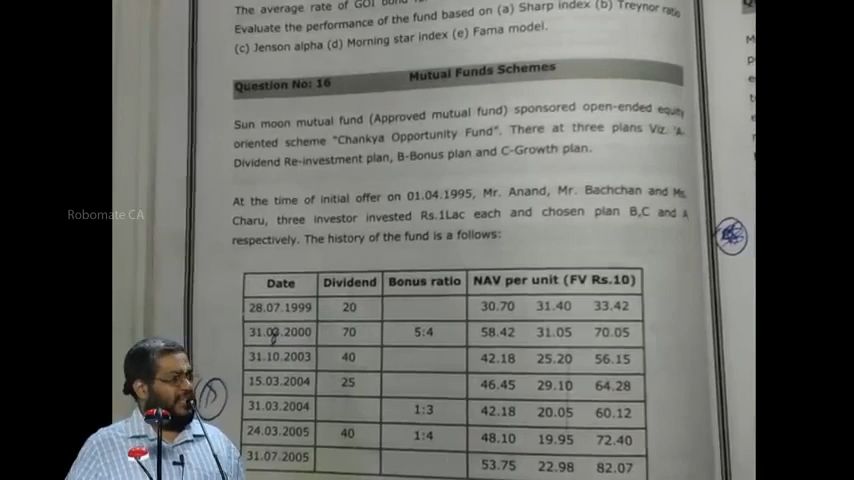 The average rate of GOI bond
Evaluate the performance of the fund based on (a) Sharp index (b) Treynor ratio
(c) Jenson alpha (d) Morning star index (e) Fama model.
Question No: 16 Mutual Funds Schemes
Sun moon mutual fund (Approved mutual fund) sponsored open-ended equity
oriented scheme "Chankya Opportunity Fund". There at three plans Viz. 'A-
Dividend Re-investment plan, B-Bonus plan and C-Growth plan.
At the time of initial offer on 01.04.1995, Mr. Anand, Mr. Bachchan and Ms.
Charu, three investor invested Rs.1Lac each and chosen plan B,C and A
respectively. The history of the fund is a follows:
Date Dividend Bonus ratio NAV per unit (FV Rs.10)
28.07.1999 20 30.70 31.40 33.42
31.03.2000 70 5:4 58.42 31.05 70.05
31.10.2003 40 42.18 25.20 56.15
15.03.2004 25 46.45 29.10 64.28
31.03.2004 1:3 42.18 20.05 60.12
24.03.2005 40 1:4 48.10 19.95 72.40
31.07.2005 53.75 22.98 82.07
Robomate CA